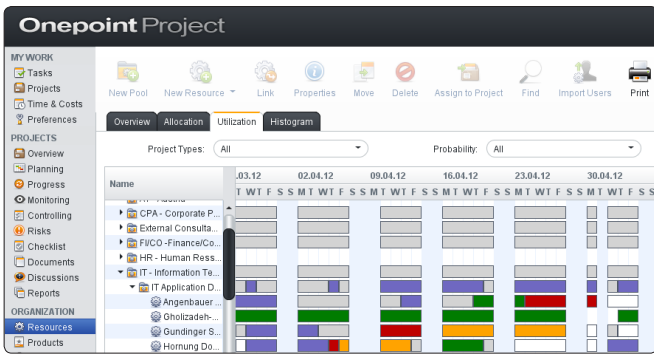 Onepoint Project
MY WORK
Tasks
Projects
Time & Costs
Preferences
PROJECTS
Overview
Planning
Progress
Monitoring
Controlling
Risks
Checklist
Documents
Discussions
Reports
ORGANIZATION
Resources
Products
New Pool New Resource Link Properties Move Delete Assign to Project Find Import Users Print
Overview Allocation Utilization Histogram
Project Types: All Probability: All
Name .03.12 02.04.12 09.04.12 16.04.12 23.04.12 30.04.12
T W T F S S M T W T F S S M T W T F S S M T W T F S S M T W T F S S M T W T F S S
CPA - Corporate P...
External Consulta...
FI/CO -Finance/Co...
HR - Human Ress...
IT - Information Te...
IT Application D...
Angenbauer ...
Gholizadeh-...
Gundinger S...
Hornung Do...